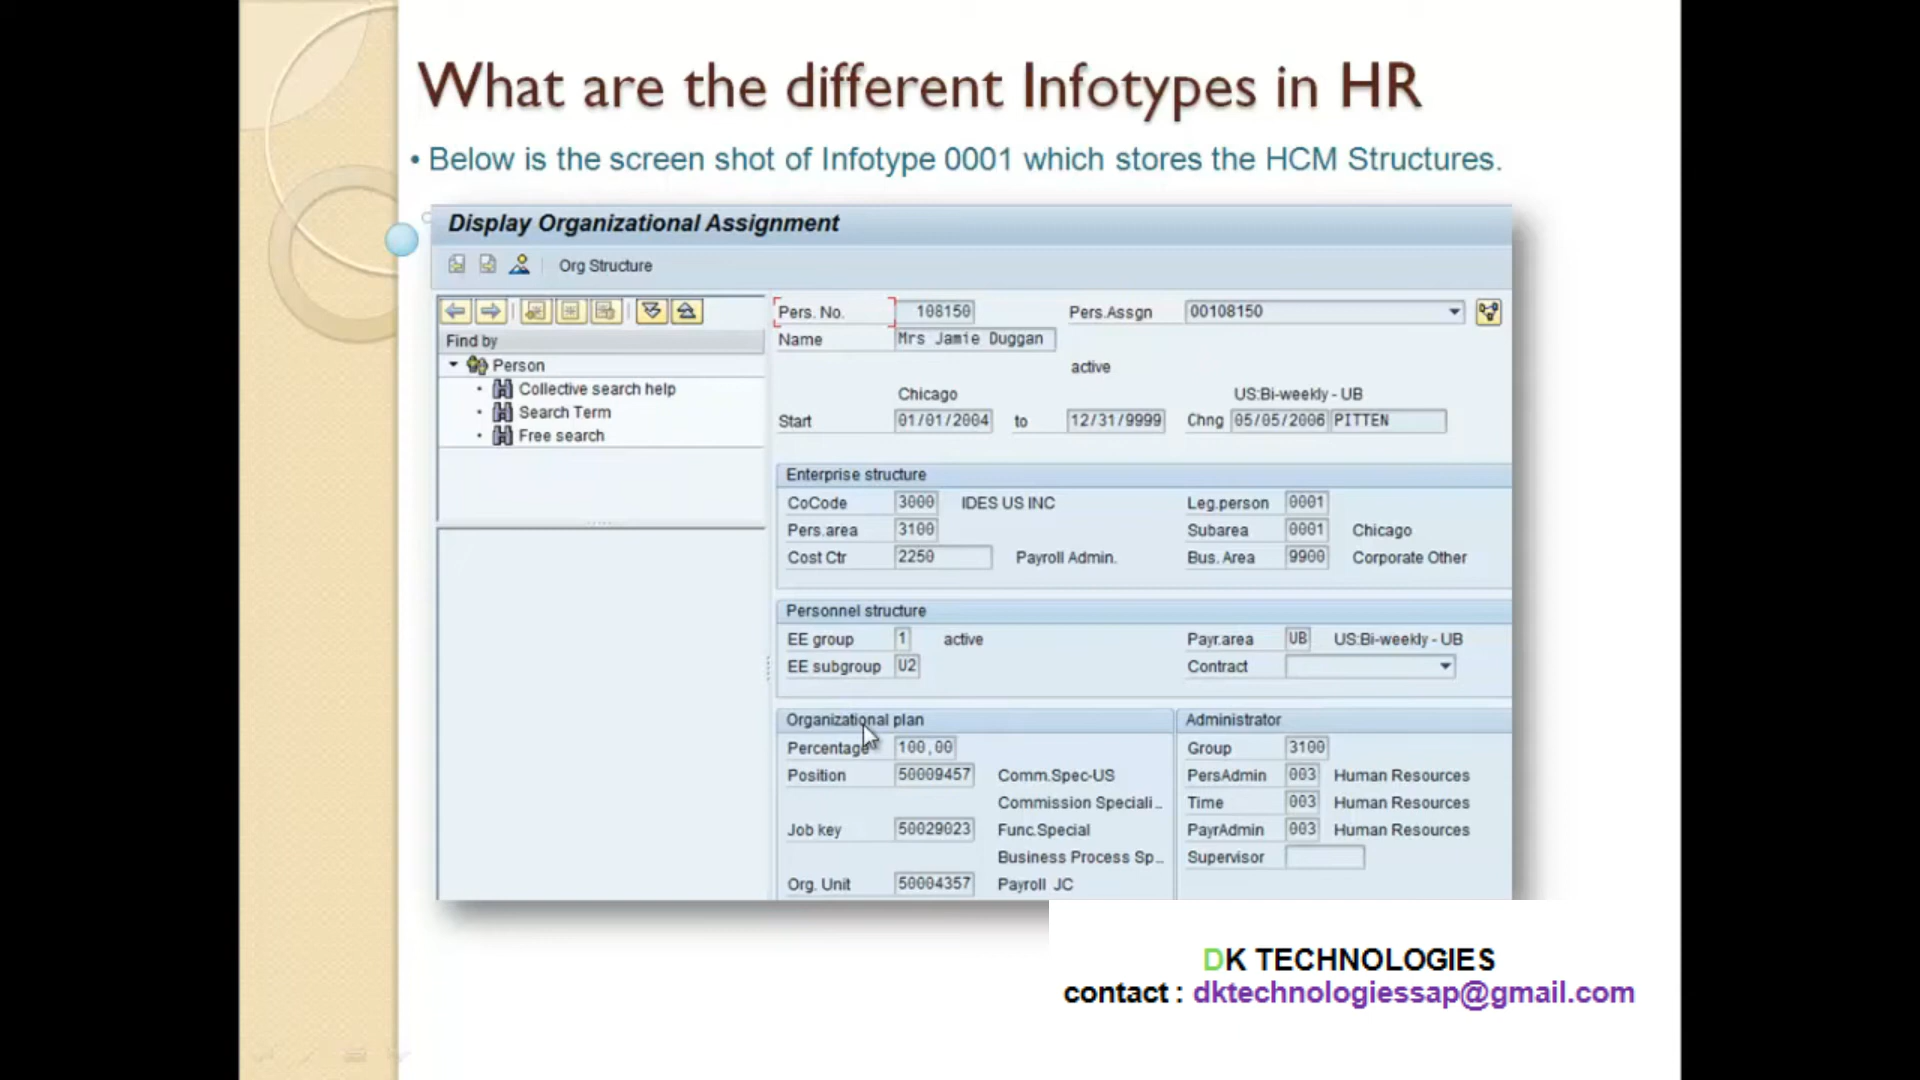 What are the different Infotypes in HR
• Below is the screen shot of Infotype 0001 which stores the HCM Structures.
Display Organizational Assignment
Org Structure
Find by
Person
Collective search help
Search Term
Free search
Pers. No. 108150 Pers.Assgn 00108150
Name Mrs Jamie Duggan
active
Chicago US:Bi-weekly - UB
Start 01/01/2004 to 12/31/9999 Chng 05/05/2006 PITTEN
Enterprise structure
CoCode 3000 IDES US INC Leg.person 0001
Pers.area 3100 Subarea 0001 Chicago
Cost Ctr 2250 Payroll Admin. Bus. Area 9900 Corporate Other
Personnel structure
EE group 1 active Payr.area UB US:Bi-weekly - UB
EE subgroup U2 Contract
Organizational plan Administrator
Percentage 100,00 Group 3100
Position 50009457 Comm.Spec-US PersAdmin 003 Human Resources
Commission Speciali.. Time 003 Human Resources
Job key 50029023 Func.Special PayrAdmin 003 Human Resources
Business Process Sp... Supervisor
Org. Unit 50004357 Payroll JC
DK TECHNOLOGIES
contact : dktechnologiessap@gmail.com